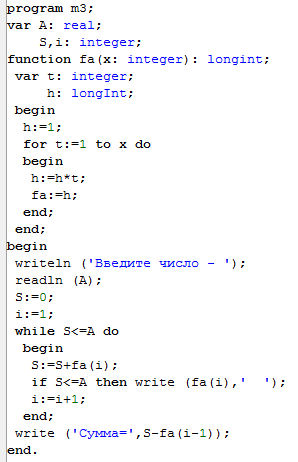 program m3;
var A: real;
S,i: integer;
function fa(x: integer): longint;
var t: integer;
h: longInt;
begin
h:=1;
for t:=1 to x do
begin
h:=h*t;
fa:=h;
end;
end;
begin
writeln ('Введите число - ');
readln (A);
S:=0;
i:=1;
while S<=A do
begin
S:=S+fa(i);
if S<=A then write (fa(i),'  ');
i:=i+1;
end;
write ('Сумма=',S-fa(i-1));
end.